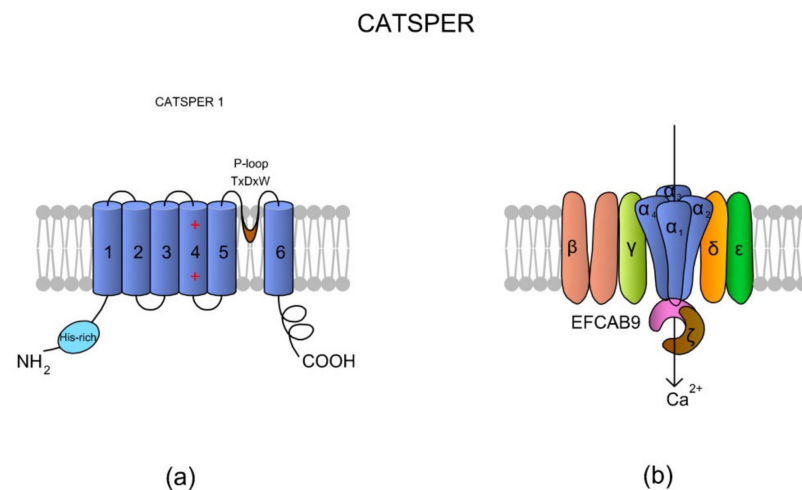 CATSPER
CATSPER 1
P-loop
TxDxW
1 2 3 4 5 6
+
+
His-rich
NH2
COOH
(a)
α3
α4 α2
α1
β γ δ ε
EFCAB9
ζ
Ca2+
(b)